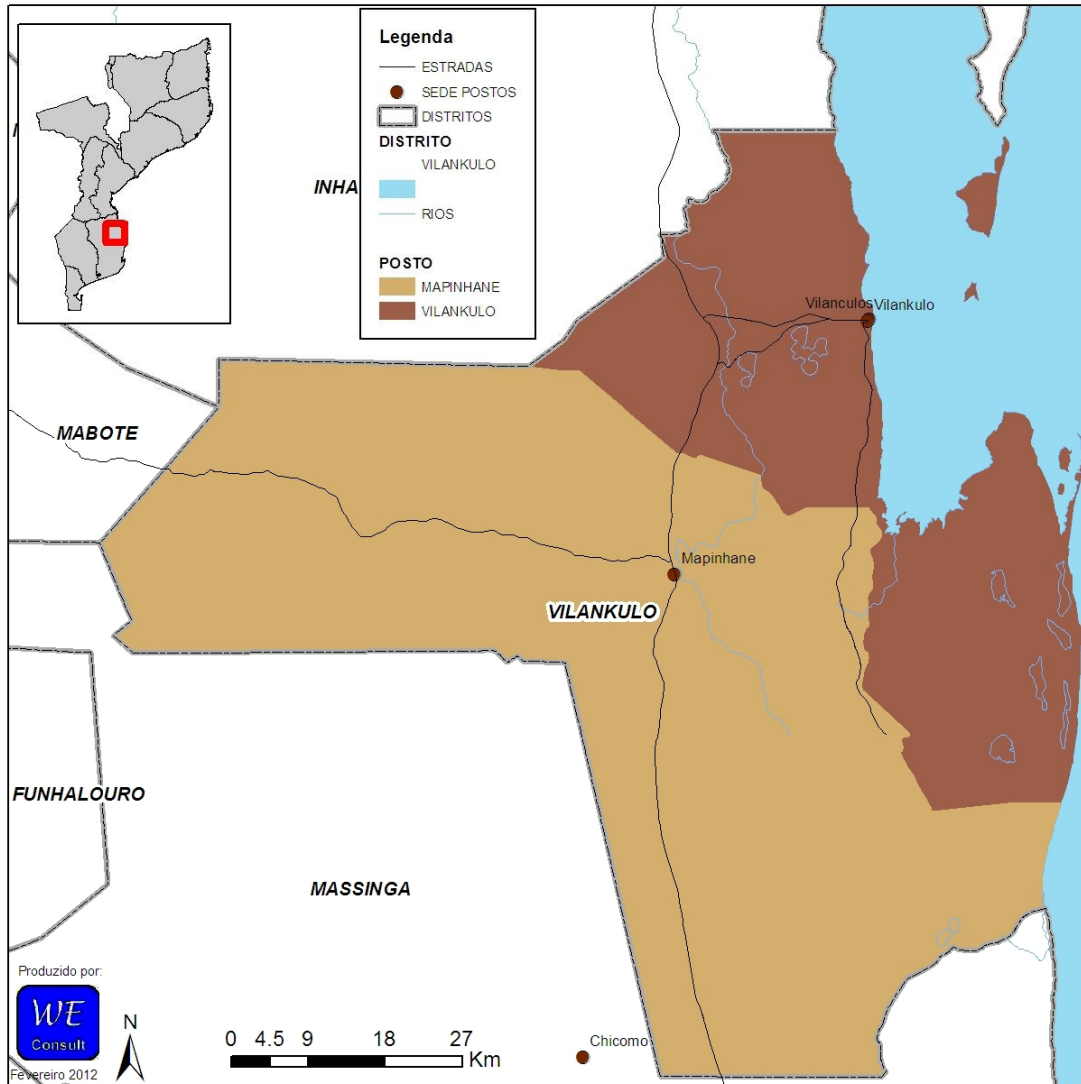 Legenda
ESTRADAS
SEDE POSTOS
DISTRITOS
DISTRITO
VILANKULO
RIOS
POSTO
MAPINHANE
VILANKULO
INHA
Vilanculos Vilankulo
MABOTE
Mapinhane
VILANKULO
FUNHALOURO
MASSINGA
Produzido por:
WE
Consult
Fevereiro 2012
N
0 4.5 9 18 27
Km
Chicomo